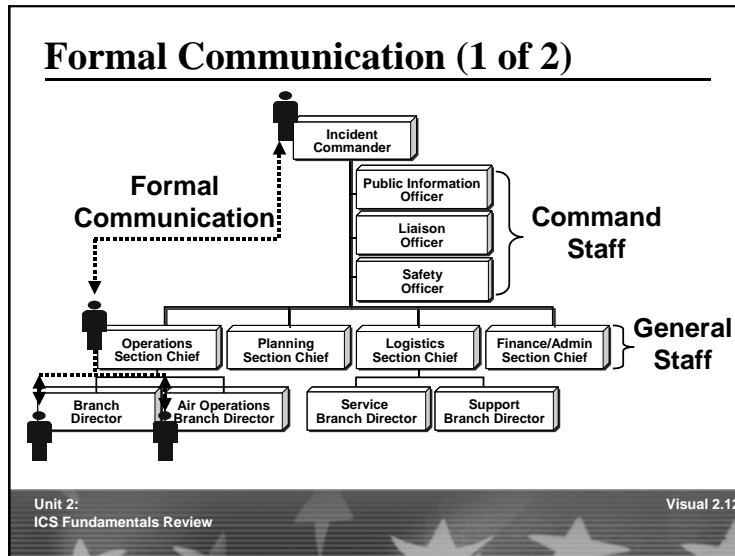 Formal Communication (1 of 2)
Incident
Commander
Formal
Communication
Public Information
Officer
Liaison
Officer
Safety
Officer
Command
Staff
Operations
Section Chief
Planning
Section Chief
Logistics
Section Chief
Finance/Admin
Section Chief
General
Staff
Branch
Director
Air Operations
Branch Director
Service
Branch Director
Support
Branch Director
Unit 2:
ICS Fundamentals Review
Visual 2.12